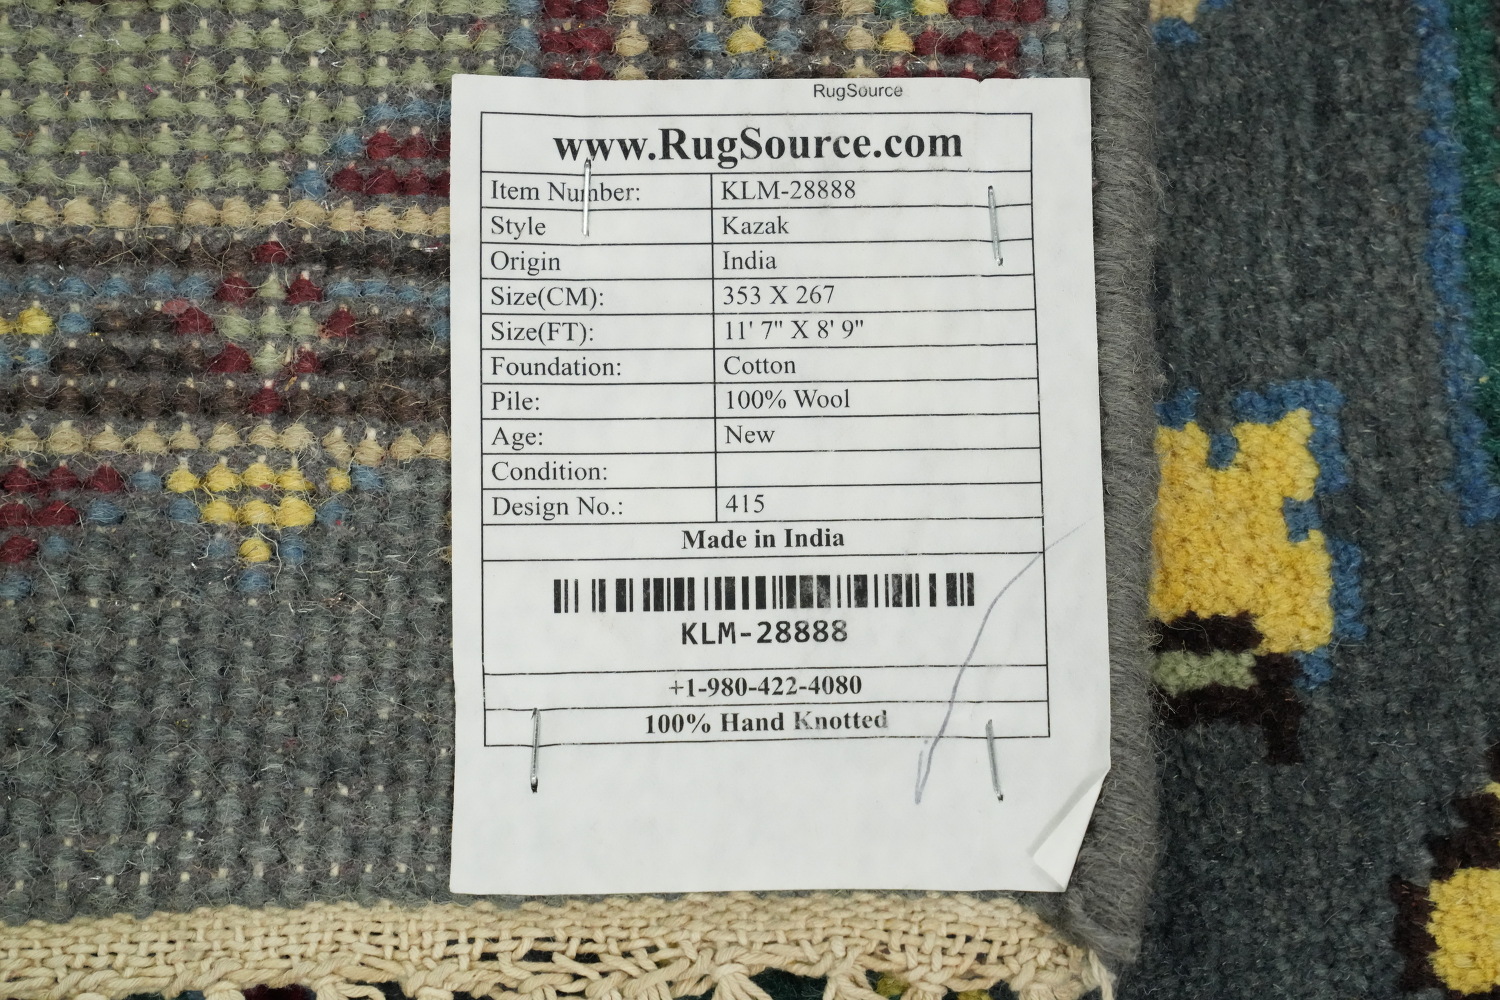 RugSource
www.RugSource.com
Item Number: KLM-28888
Style Kazak
Origin India
Size(CM): 353 X 267
Size(FT): 11' 7" X 8' 9"
Foundation: Cotton
Pile: 100% Wool
Age: New
Condition:
Design No.: 415
Made in India
KLM-28888
+1-980-422-4080
100% Hand Knotted